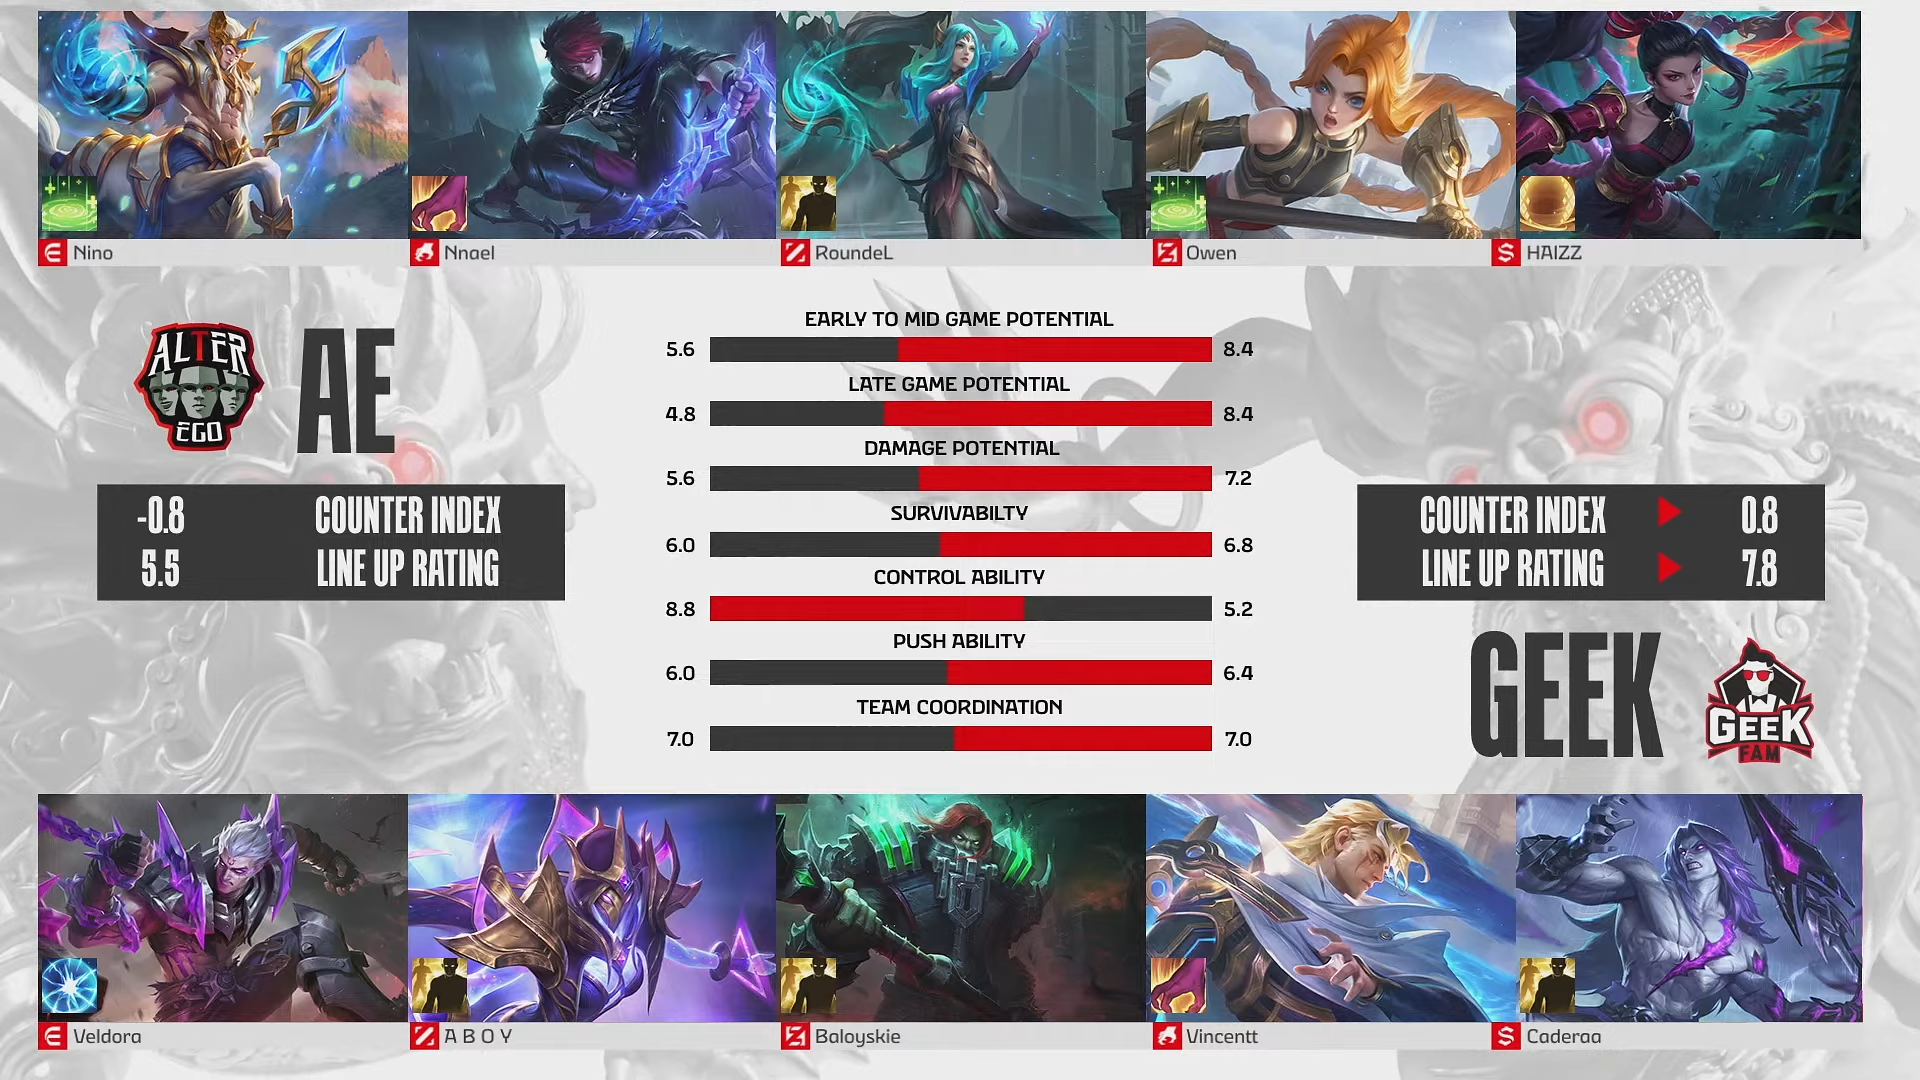 Nino
Nnael
RoundeL
Owen
HAIZZ
ALTER
EGO
AE
-0.8 COUNTER INDEX
5.5 LINE UP RATING
EARLY TO MID GAME POTENTIAL
5.6 8.4
LATE GAME POTENTIAL
4.8 8.4
DAMAGE POTENTIAL
5.6 7.2
SURVIVABILTY
6.0 6.8
CONTROL ABILITY
8.8 5.2
PUSH ABILITY
6.0 6.4
TEAM COORDINATION
7.0 7.0
COUNTER INDEX 0.8
LINE UP RATING 7.8
GEEK
GEEK
FAM
Veldora
A B O Y
Baloyskie
Vincentt
Caderaa